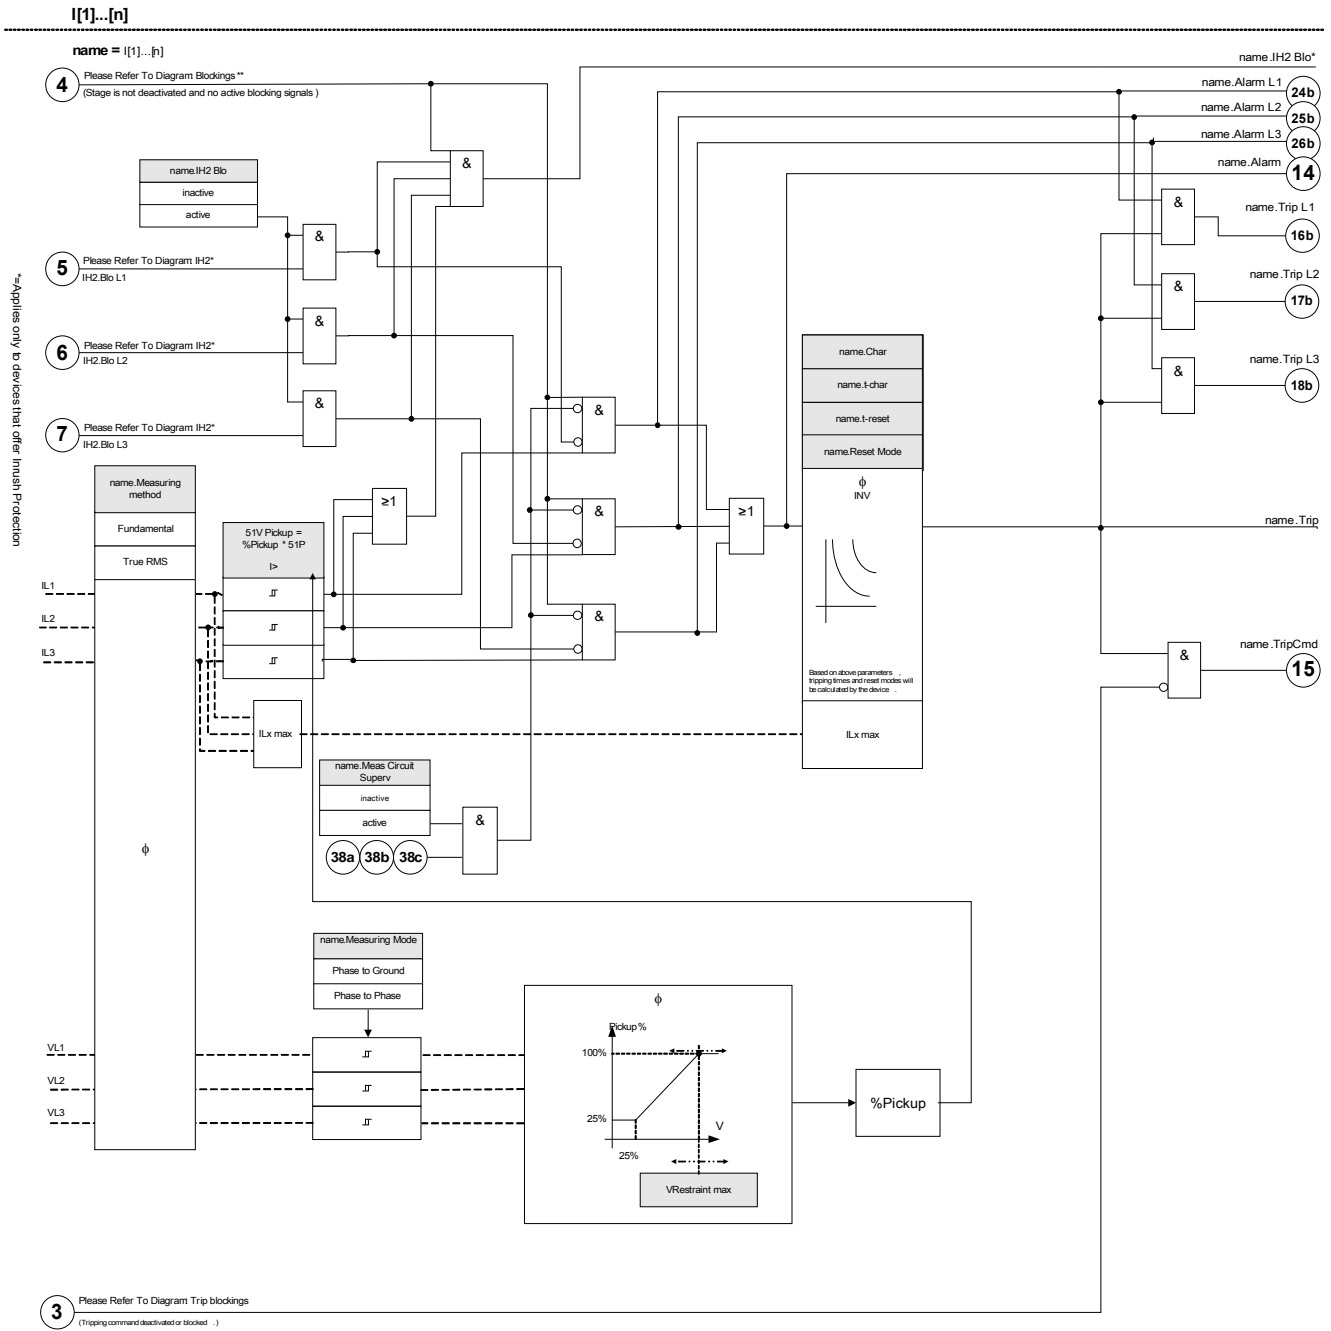 I[1]...[n]
name = I[1]...[n]
4
Please Refer To Diagram Blockings **
(Stage is not deactivated and no active blocking signals )
name.IH2 Blo*
name.Alarm L1
24b
name.Alarm L2
25b
name.Alarm L3
26b
name.Alarm
14
name.IH2 Blo
inactive
active
&
&
name.Trip L1
16b
&
5
Please Refer To Diagram IH2*
IH2.Blo L1
name.Trip L2
&
17b
&
6
Please Refer To Diagram IH2*
IH2.Blo L2
name.Trip L3
&
18b
&
7
Please Refer To Diagram IH2*
IH2.Blo L3
*=Applies only to devices that offer Inrush Protection
name.Char
name.t-char
name.t-reset
name.Reset Mode
ϕ
INV
Based on above parameters ,
tripping times and reset modes will
be calculated by the device .
ILx max
&
&
&
≥1
≥1
name.Trip
name.Measuring
method
Fundamental
True RMS
ϕ
51V Pickup =
%Pickup * 51P
I>
IL1
IL2
IL3
ILx max
&
name.TripCmd
15
name.Meas Circuit
Superv
inactive
active
&
38a
38b
38c
name.Measuring Mode
Phase to Ground
Phase to Phase
VL1
VL2
VL3
ϕ
Pickup %
100%
25%
V
25%
VRestraint max
%Pickup
3
Please Refer To Diagram Trip blockings
(Tripping command deactivated or blocked . )